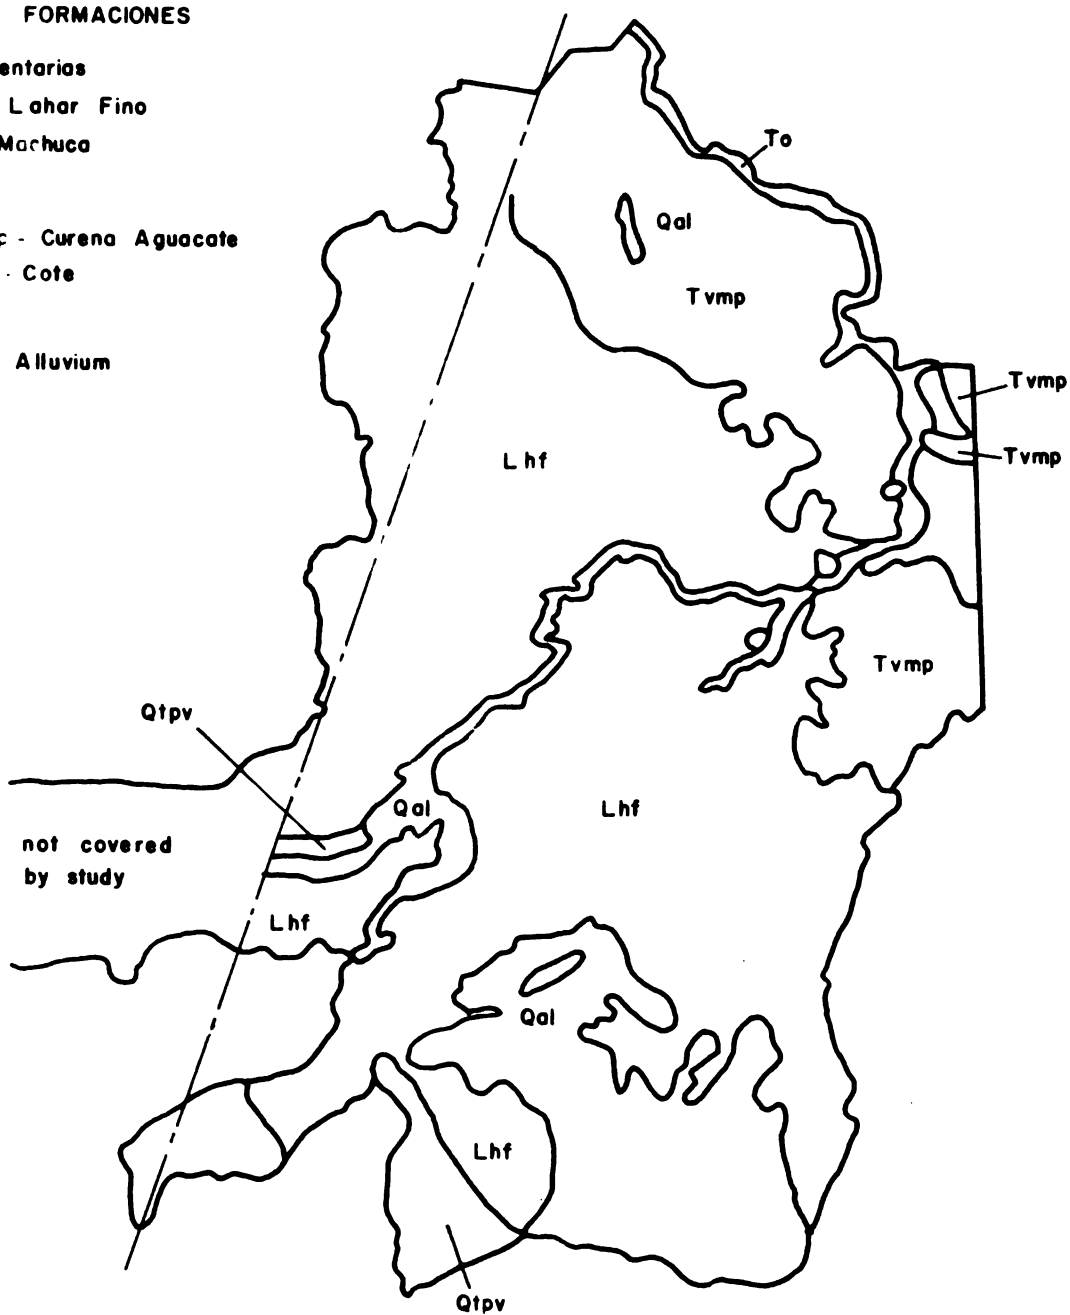 FORMACIONES
entarias
Lahar Fino
Machuca
c - Curena Aguacate
- Cote
Alluvium
To
Qal
Tvmp
Tvmp
Tvmp
Lhf
Tvmp
Qtpv
Qal
Lhf
not covered
by study
Lhf
Qal
Lhf
Qtpv